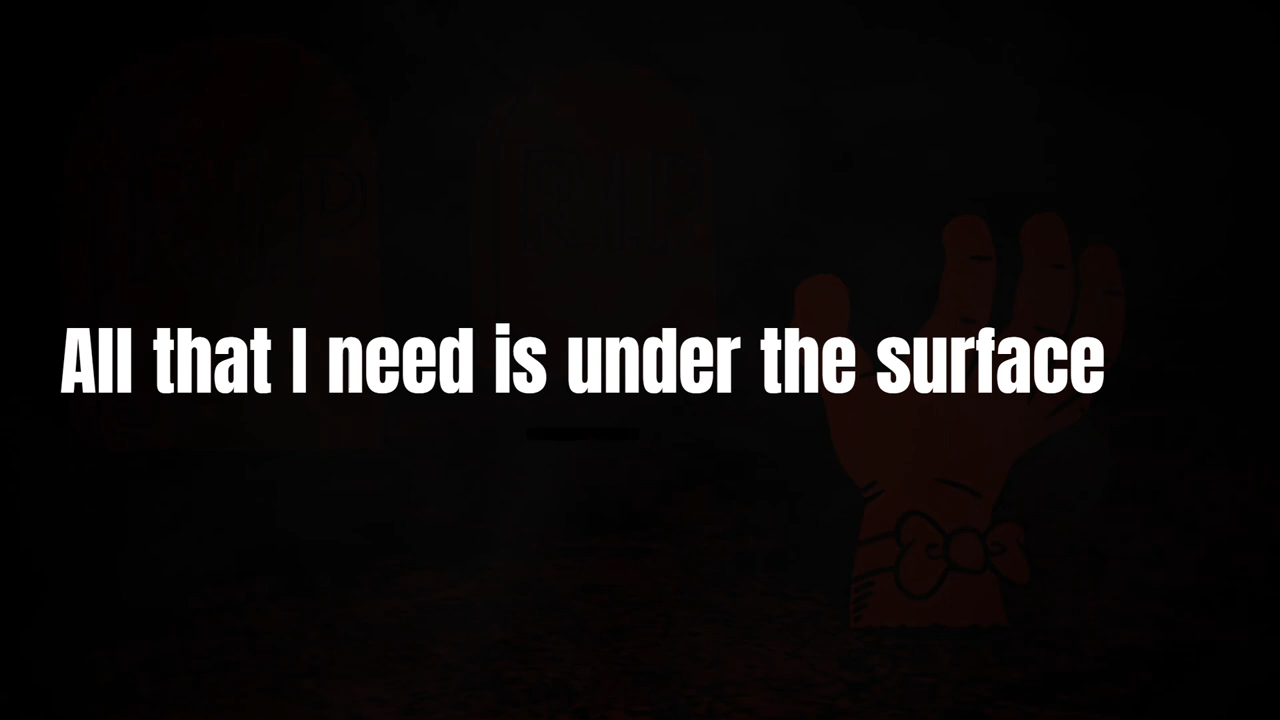 R.I.P
R.I.P
All that I need is under the surface